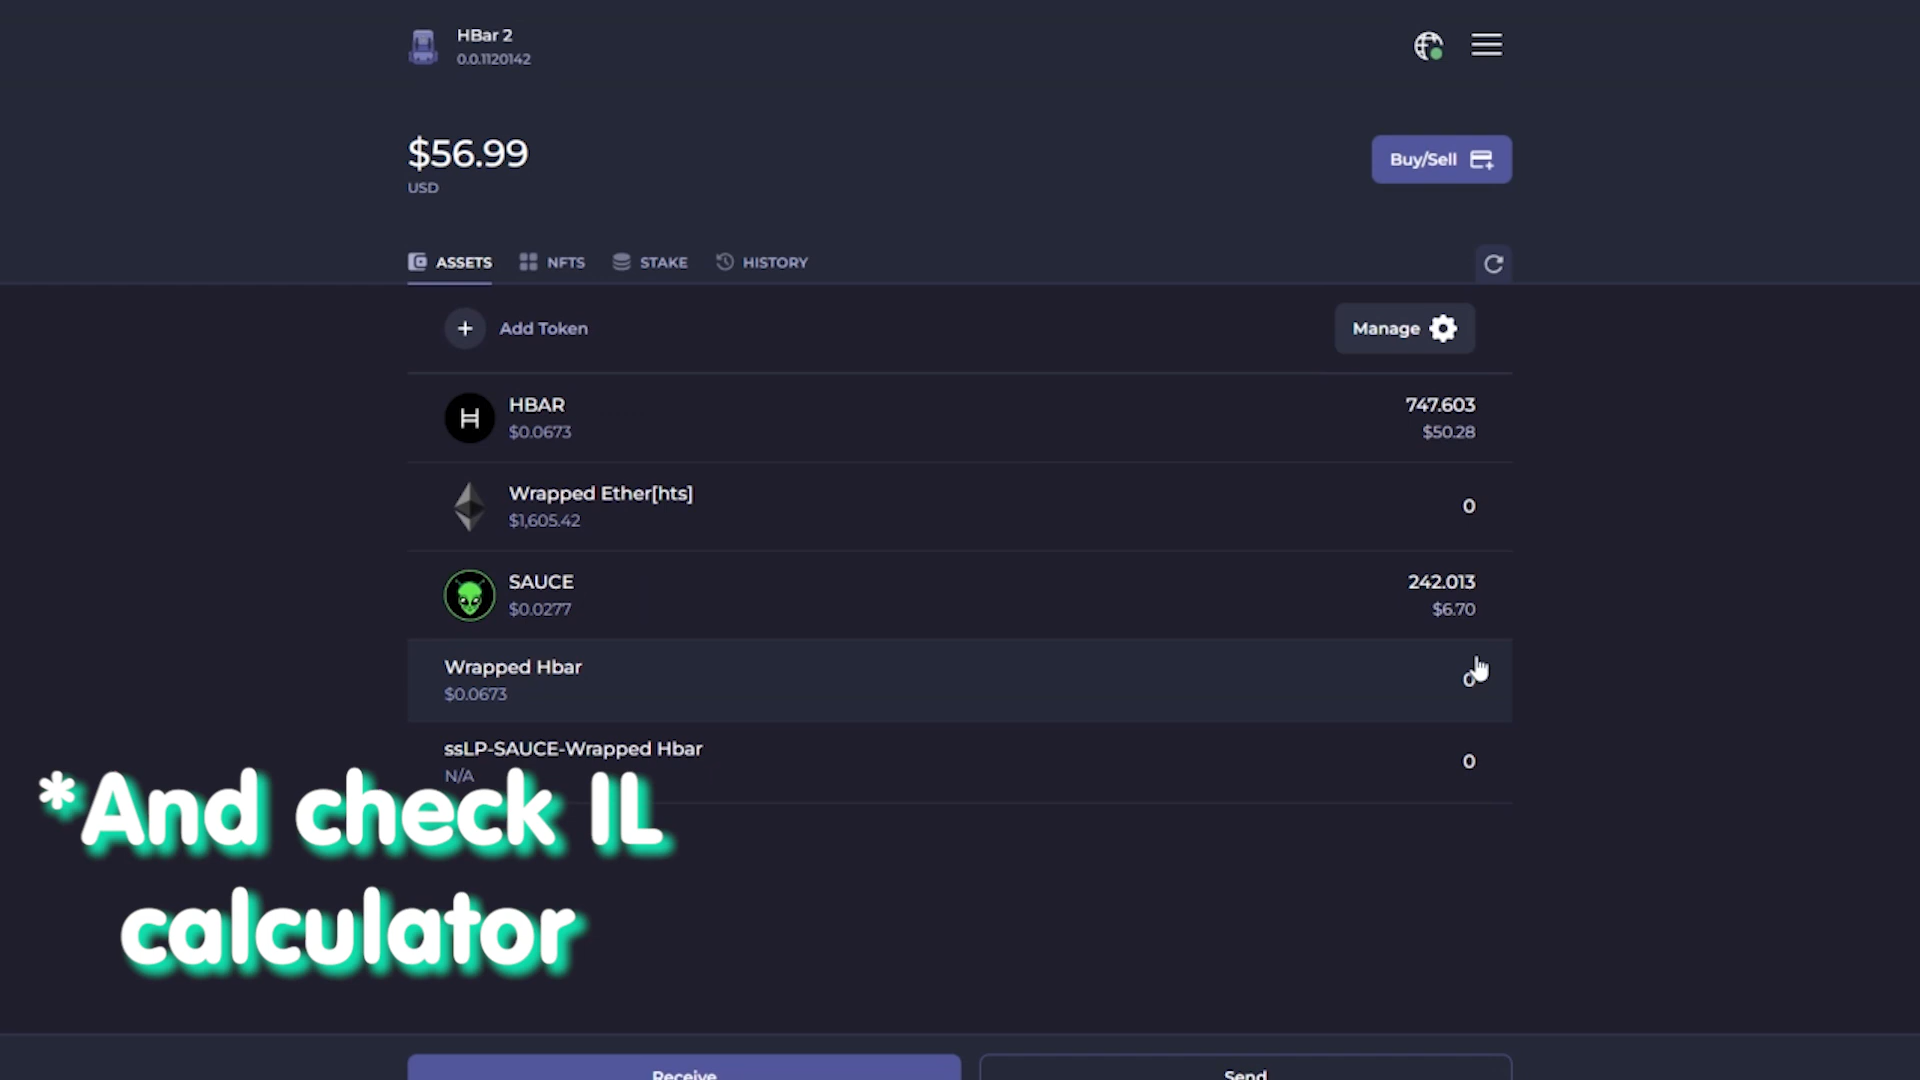 HBar 2
0.0.1120142
$56.99
USD
Buy/Sell
ASSETS NFTS STAKE HISTORY
Add Token
Manage
HBAR
$0.0673
747.603
$50.28
Wrapped Ether[hts]
$1,605.42
0
SAUCE
$0.0277
242.013
$6.70
Wrapped Hbar
$0.0673
0
ssLP-SAUCE-Wrapped Hbar
N/A
0
*And check IL
calculator
Receive
Send